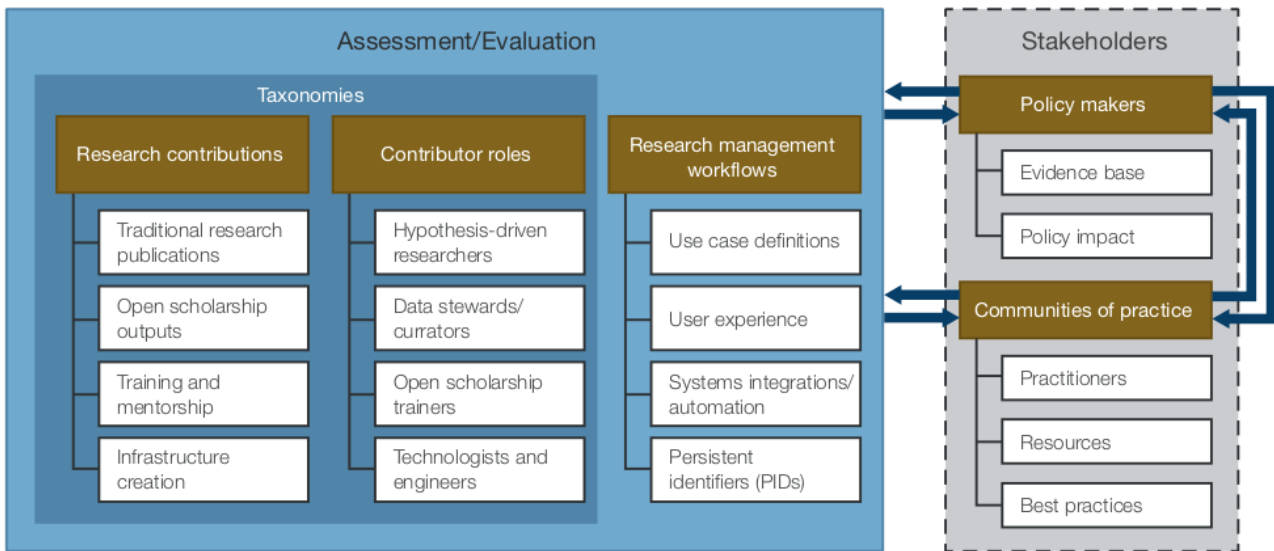 Assessment/Evaluation
Taxonomies
Research contributions
Traditional research
publications
Open scholarship
outputs
Training and
mentorship
Infrastructure
creation
Contributor roles
Hypothesis-driven
researchers
Data stewards/
currators
Open scholarship
trainers
Technologists and
engineers
Research management
workflows
Use case definitions
User experience
Systems integrations/
automation
Persistent
identifiers (PIDs)
Stakeholders
Policy makers
Evidence base
Policy impact
Communities of practice
Practitioners
Resources
Best practices